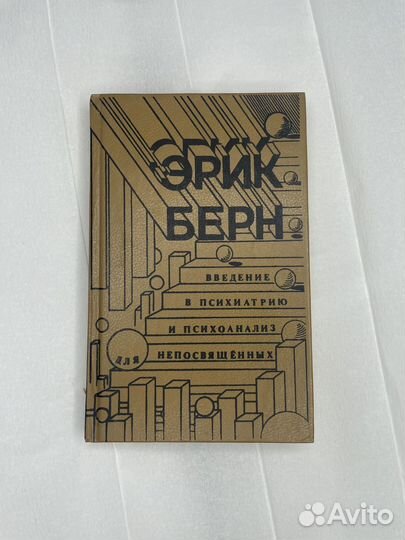 ЭРИК
БЕРН
ВВЕДЕНИЕ
В ПСИХИАТРИЮ
И ПСИХОАНАЛИЗ
ДЛЯ НЕПОСВЯЩЁННЫХ
Avito